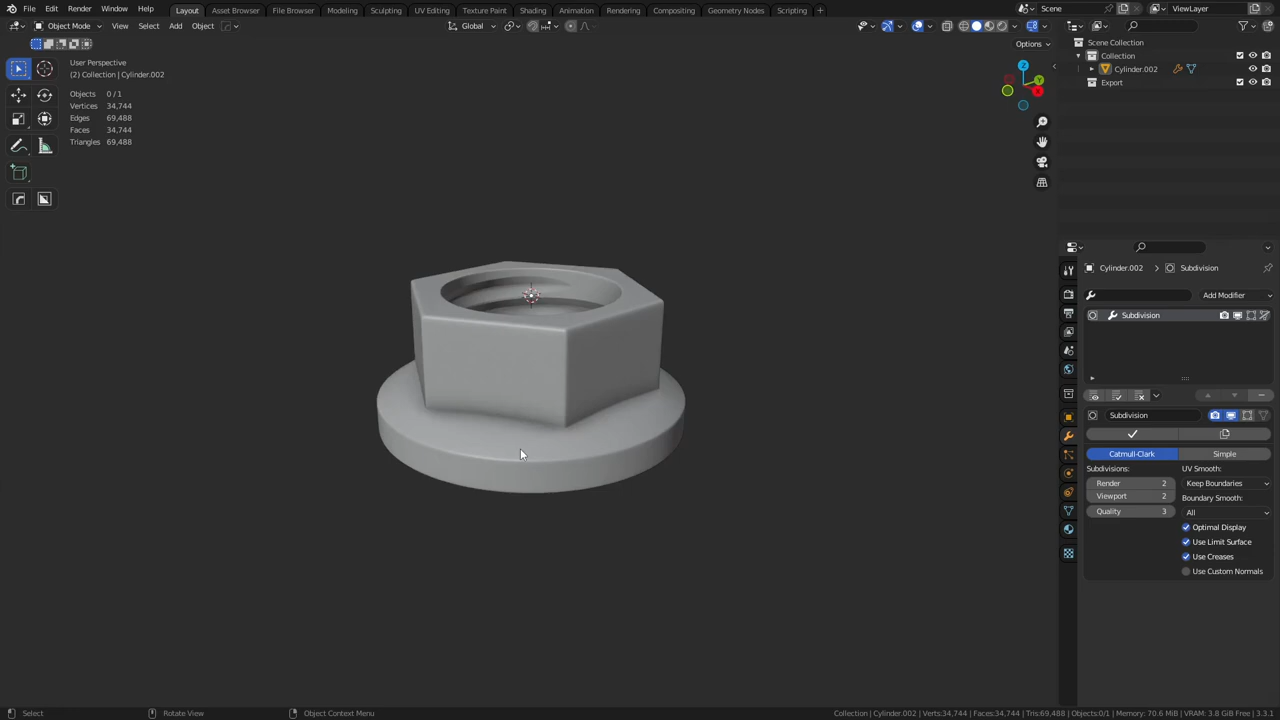 File Edit Render Window Help Layout Asset Browser File Browser Modeling Sculpting UV Editing Texture Paint Shading Animation Rendering Compositing Geometry Nodes Scripting + Scene ViewLayer
Object Mode View Select Add Object Global
Options
User Perspective
(2) Collection | Cylinder.002
Objects 0 / 1
Vertices 34,744
Edges 69,488
Faces 34,744
Triangles 69,488
Z
Y
X
Scene Collection
Collection
Cylinder.002
Export
Cylinder.002 > Subdivision
Add Modifier
Subdivision
Subdivision
Catmull-Clark Simple
Subdivisions: UV Smooth:
Render 2 Keep Boundaries
Viewport 2 Boundary Smooth:
Quality 3 All
Optimal Display
Use Limit Surface
Use Creases
Use Custom Normals
Select Rotate View Object Context Menu Collection | Cylinder.002 | Verts:34,744 | Faces:34,744 | Tris:69,488 | Objects:0/1 | Memory: 70.6 MiB | VRAM: 3.8 GiB Free | 3.3.1